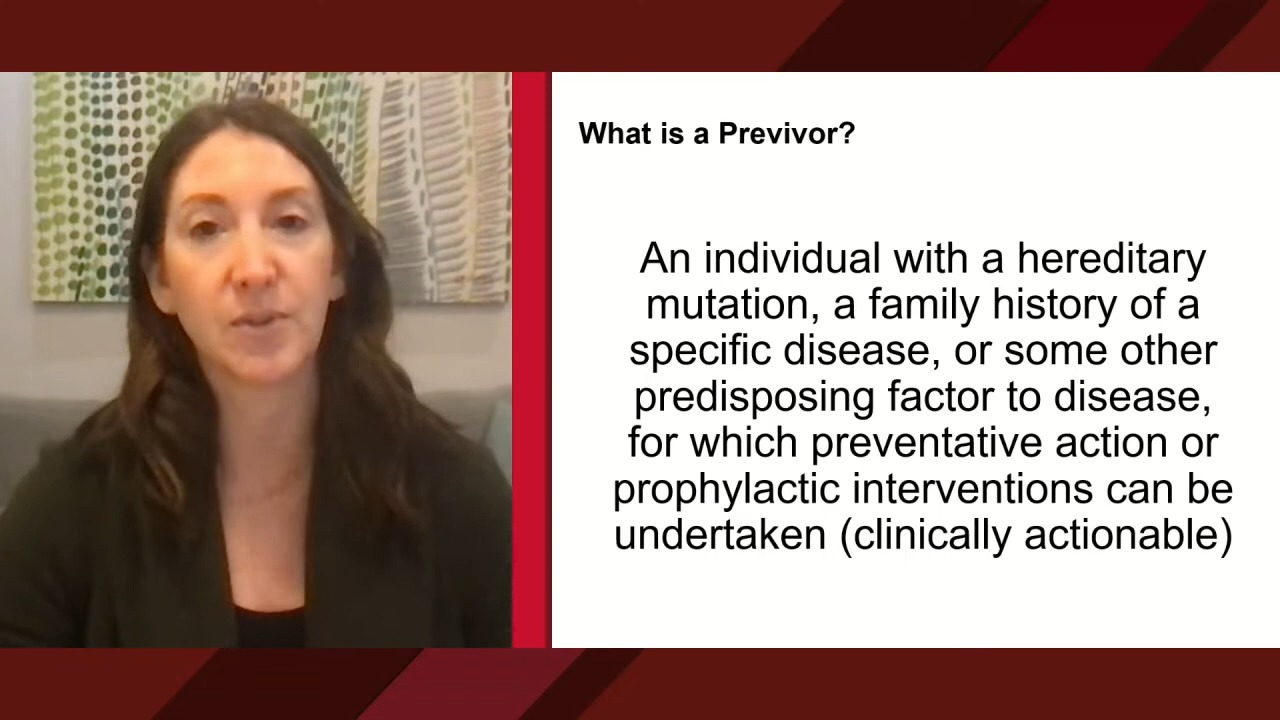 What is a Previvor?
An individual with a hereditary
mutation, a family history of a
specific disease, or some other
predisposing factor to disease,
for which preventative action or
prophylactic interventions can be
undertaken (clinically actionable)